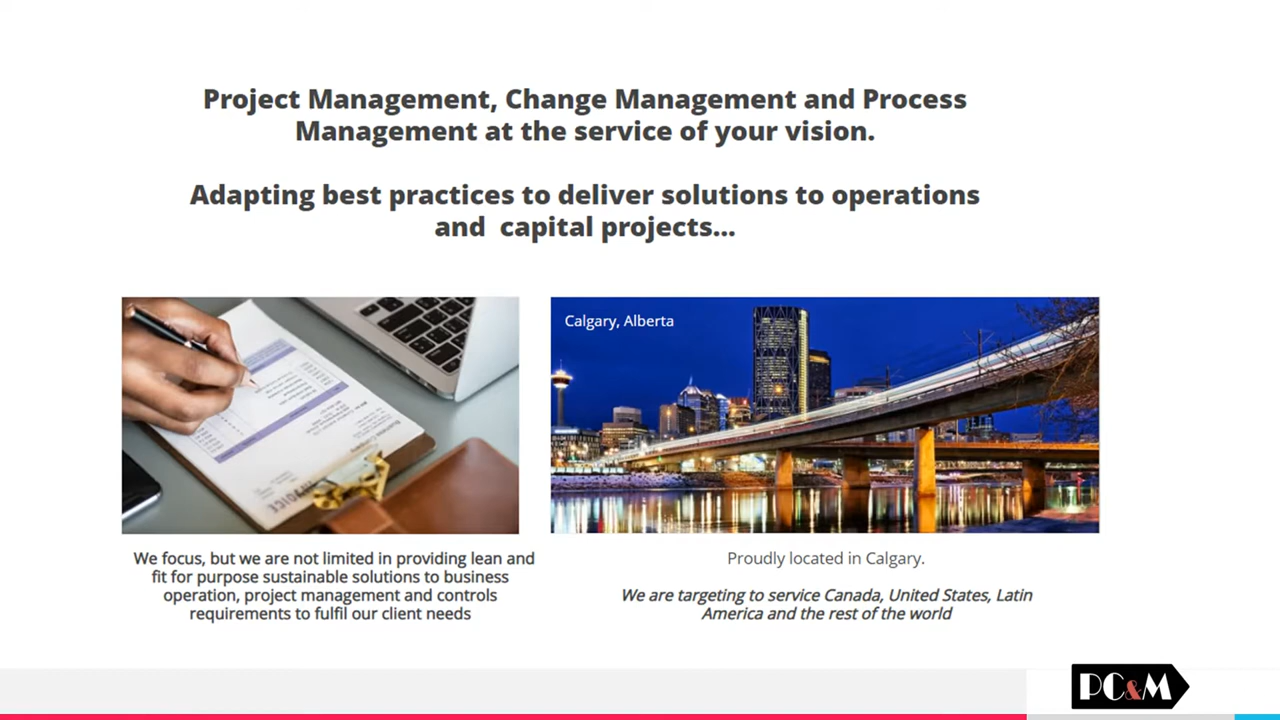 Project Management, Change Management and Process
Management at the service of your vision.
Adapting best practices to deliver solutions to operations
and capital projects...
Calgary, Alberta
INVOICE
We focus, but we are not limited in providing lean and
fit for purpose sustainable solutions to business
operation, project management and controls
requirements to fulfil our client needs
Proudly located in Calgary.
We are targeting to service Canada, United States, Latin
America and the rest of the world
PC&M